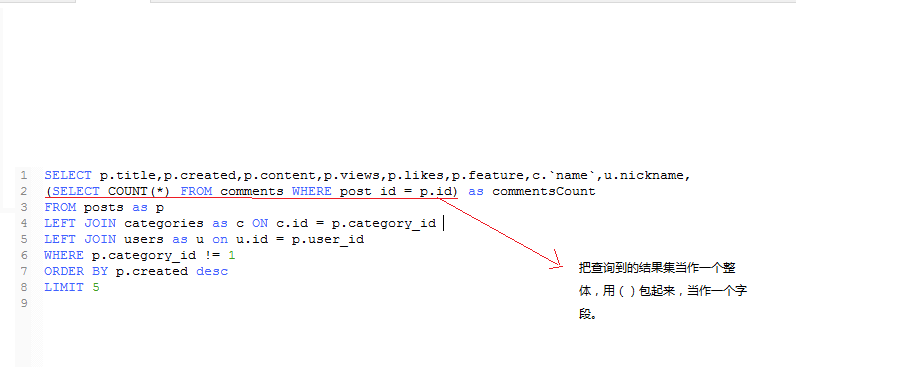 1 SELECT p.title,p.created,p.content,p.views,p.likes,p.feature,c.`name`,u.nickname,
2 (SELECT COUNT(*) FROM comments WHERE post_id = p.id) as commentsCount
3 FROM posts as p
4 LEFT JOIN categories as c ON c.id = p.category_id
5 LEFT JOIN users as u on u.id = p.user_id
6 WHERE p.category_id != 1
7 ORDER BY p.created desc
8 LIMIT 5
9
把查询到的结果集当作一个整
体，用（ ）包起来，当作一个字
段。